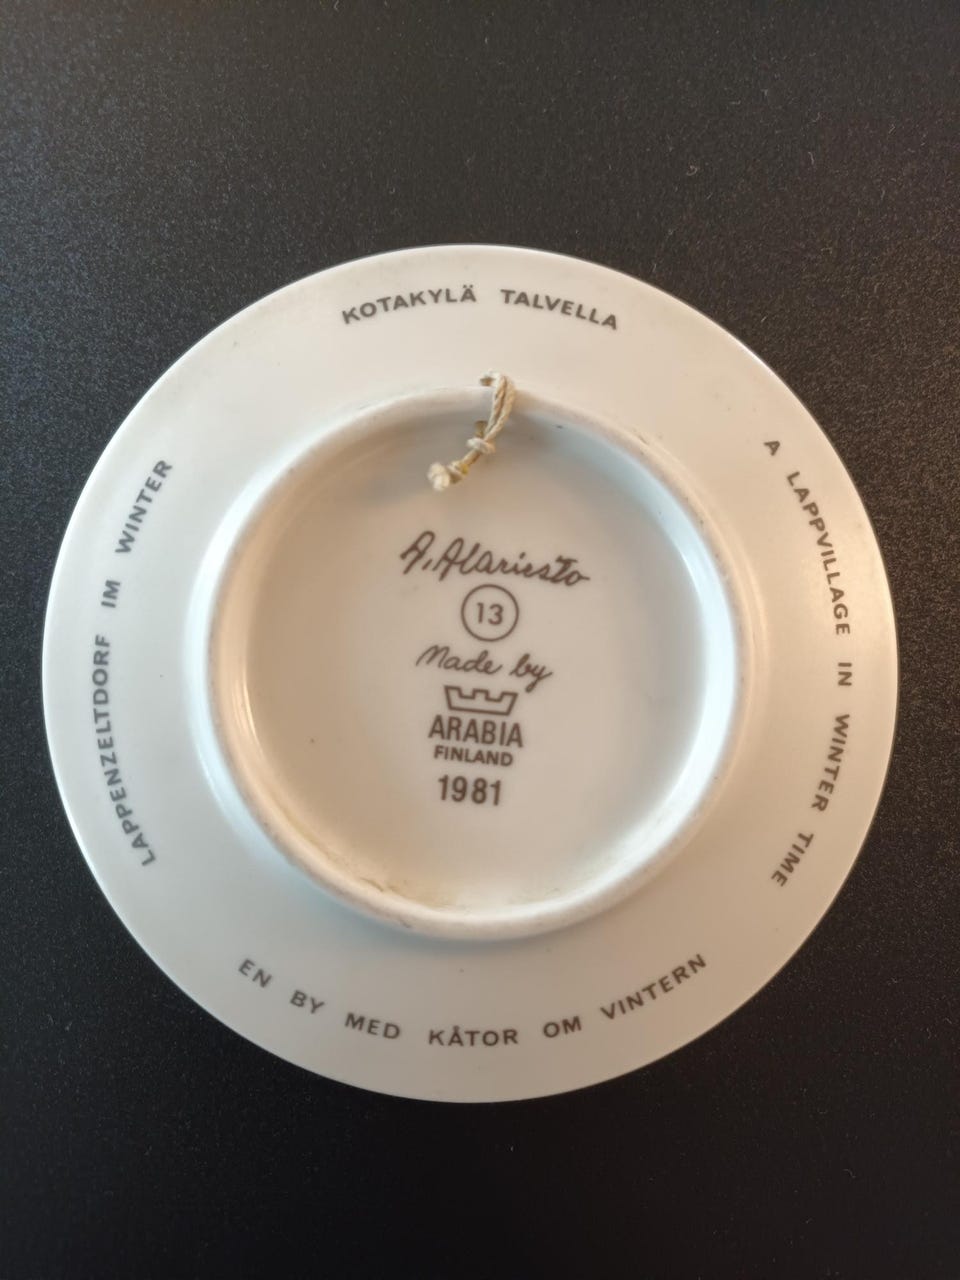 KOTAKYLÄ TALVELLA
A LAPPVILLAGE IN WINTER TIME
EN BY MED KÅTOR OM VINTERN
LAPPENZELTDORF IM WINTER
A. Alariesto
13
Made by
ARABIA
FINLAND
1981